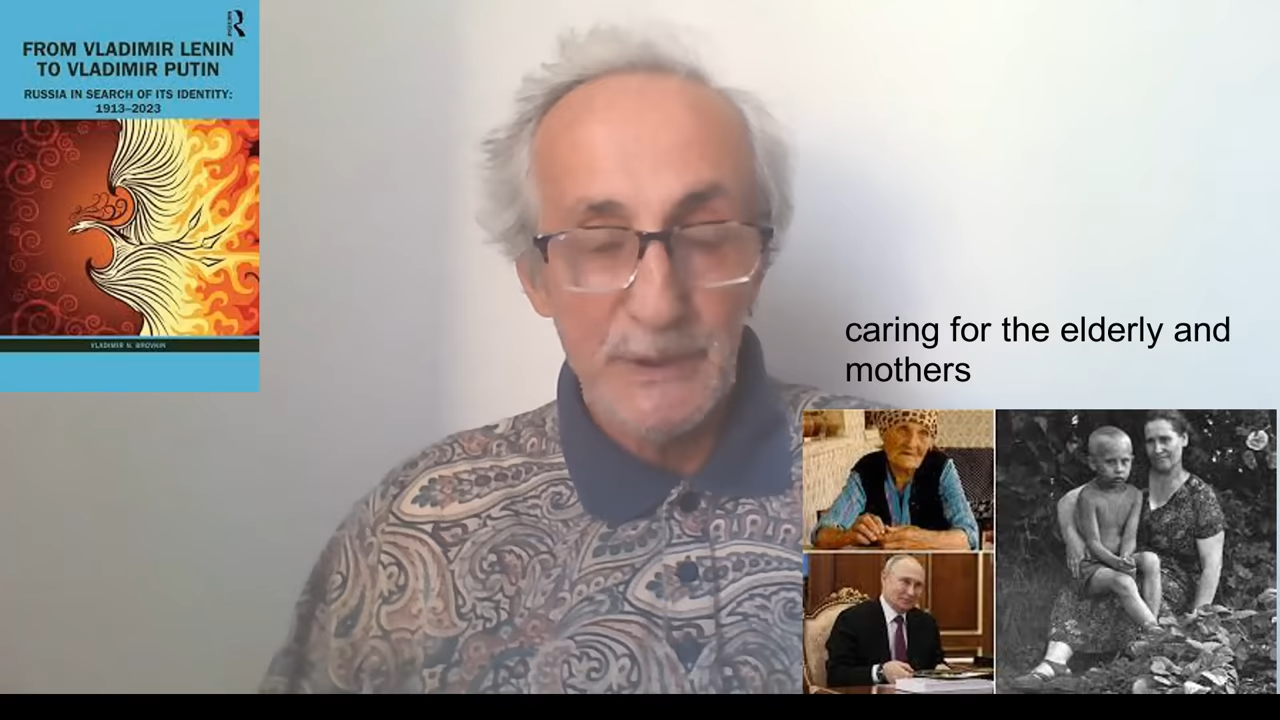 FROM VLADIMIR LENIN
TO VLADIMIR PUTIN
RUSSIA IN SEARCH OF ITS IDENTITY:
1913–2023
VLADIMIR N. BROVKIN
caring for the elderly and
mothers